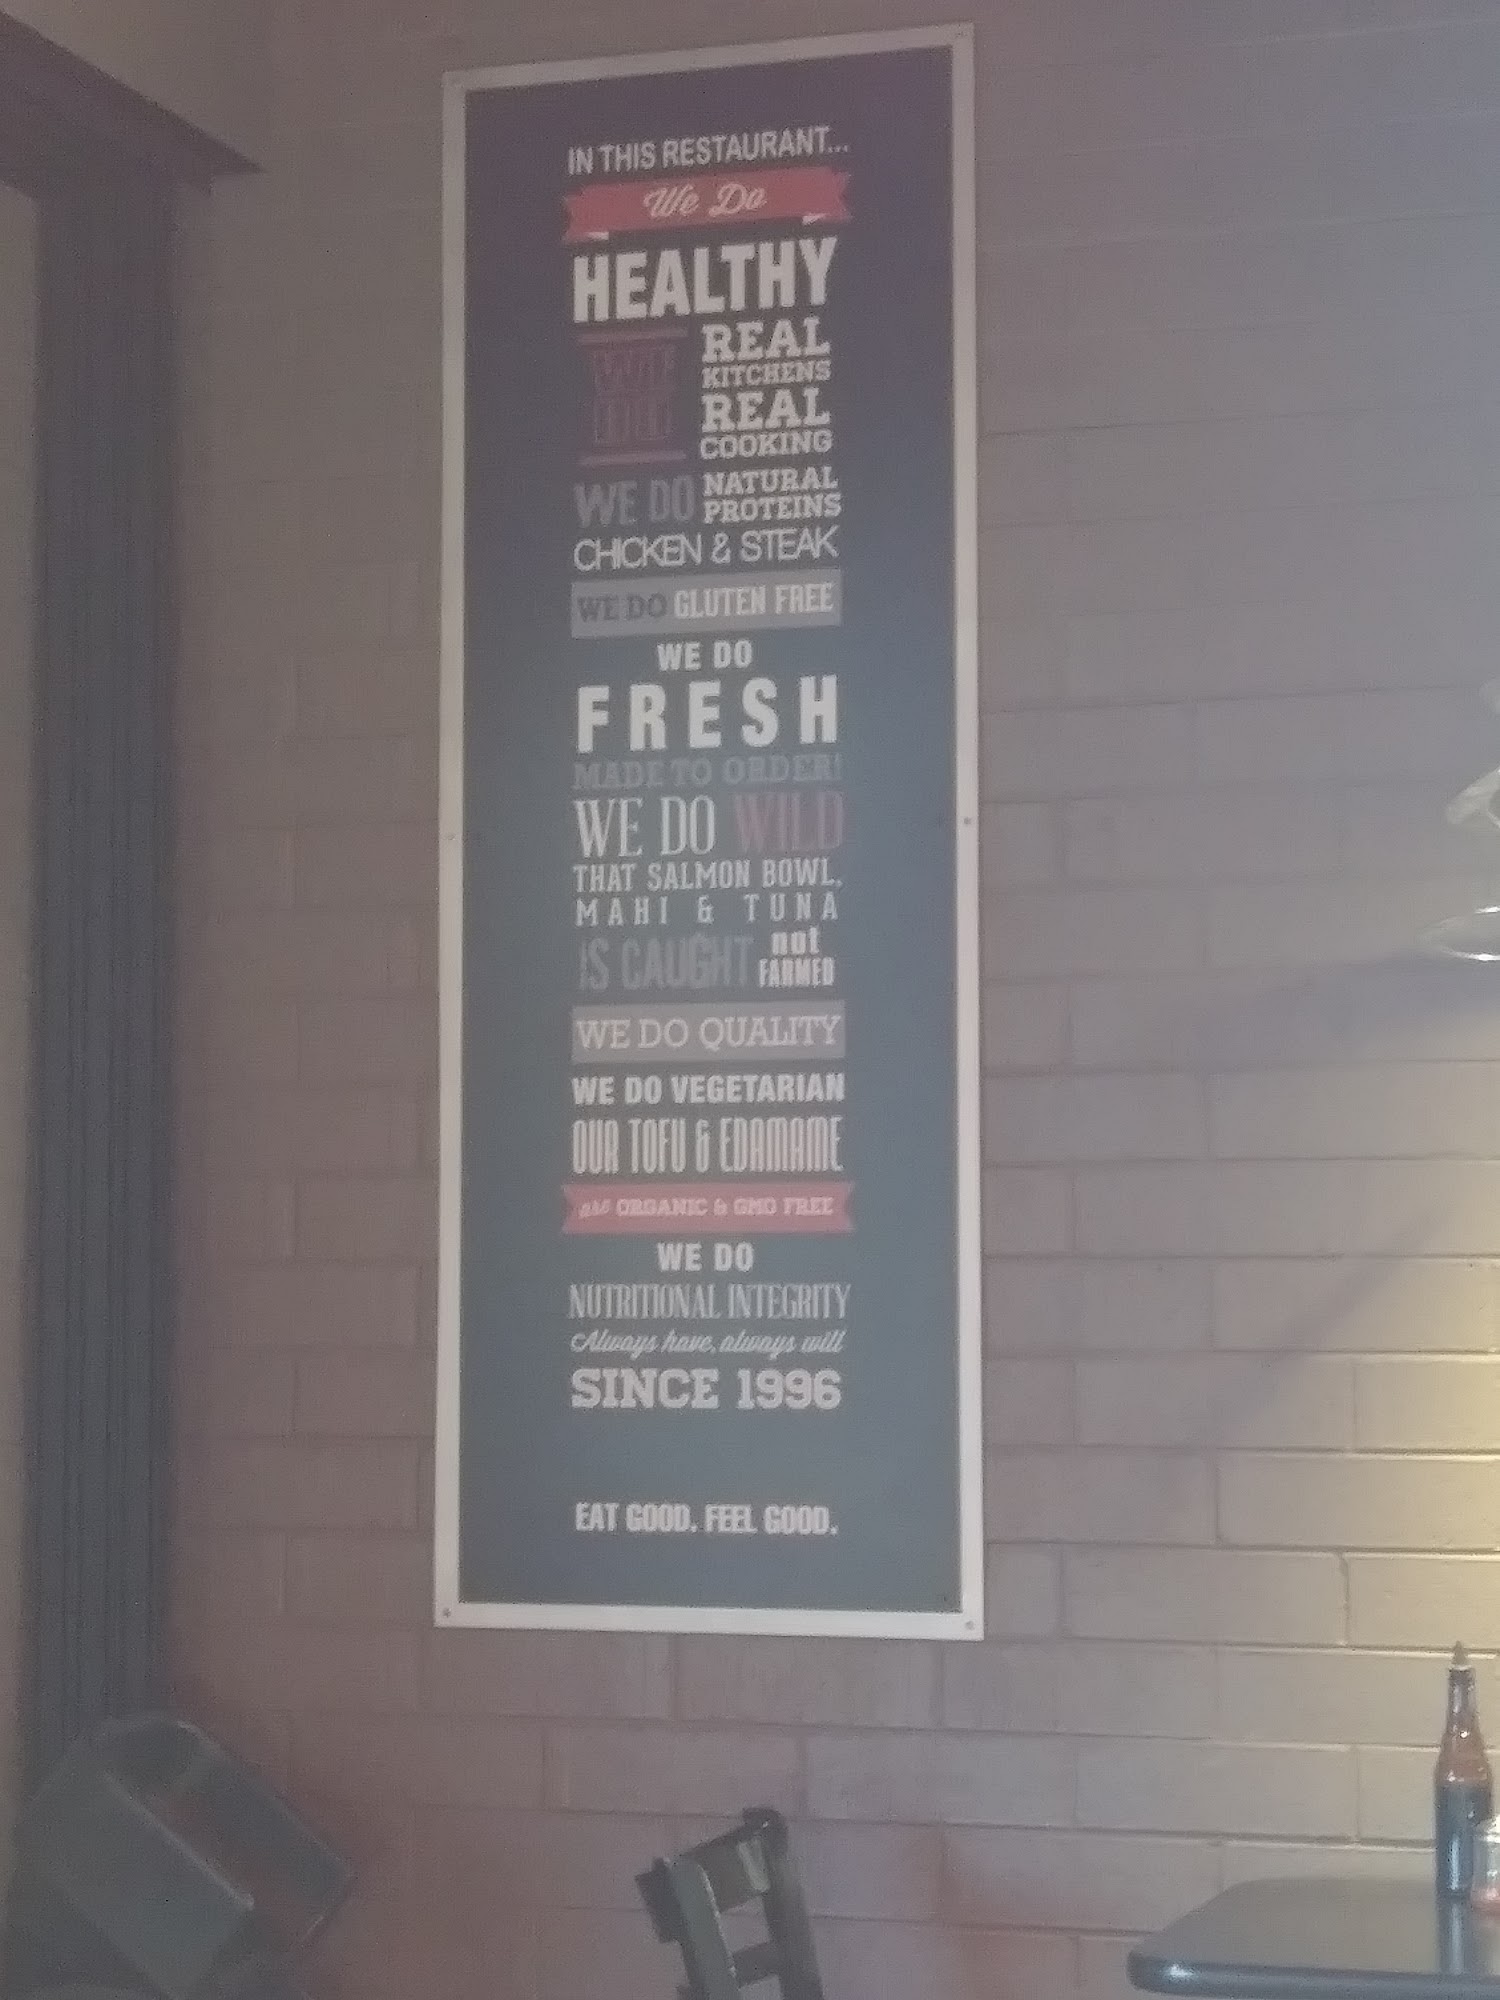 IN THIS RESTAURANT...
We Do
HEALTHY
WE DO
REAL
KITCHENS
REAL
COOKING
WE DO NATURAL PROTEINS
CHICKEN & STEAK
WE DO GLUTEN FREE
WE DO
FRESH
MADE TO ORDER!
WE DO WILD
THAT SALMON BOWL,
MAHI & TUNA
IS CAUGHT not FARMED
WE DO QUALITY
WE DO VEGETARIAN
OUR TOFU & EDAMAME
are ORGANIC & GMO FREE
WE DO
NUTRITIONAL INTEGRITY
Always have, always will
SINCE 1996
EAT GOOD. FEEL GOOD.